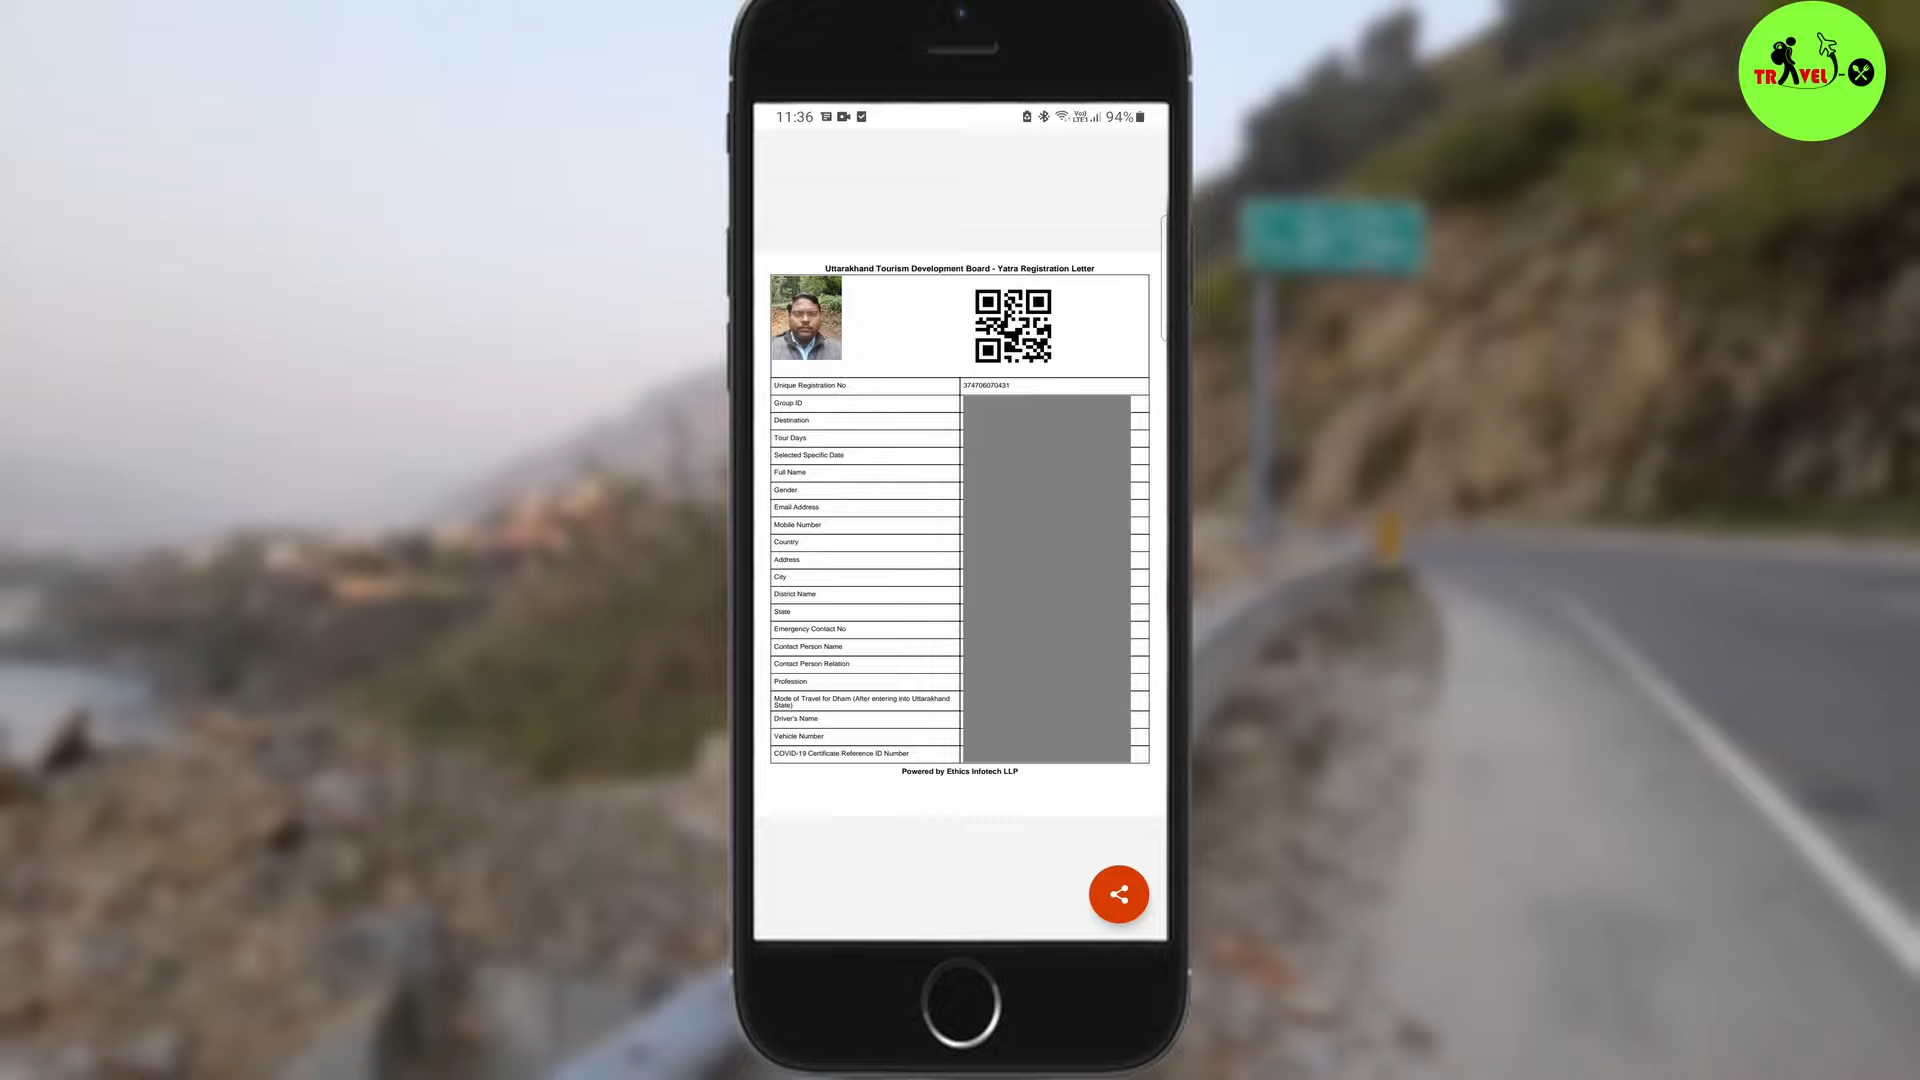 TRAVEL-
11:36
Vo)
LTE1
94%
Uttarakhand Tourism Development Board - Yatra Registration Letter
Unique Registration No 374706070431
Group ID
Destination
Tour Days
Selected Specific Date
Full Name
Gender
Email Address
Mobile Number
Country
Address
City
District Name
State
Emergency Contact No
Contact Person Name
Contact Person Relation
Profession
Mode of Travel for Dham (After entering into Uttarakhand
State)
Driver's Name
Vehicle Number
COVID-19 Certificate Reference ID Number
Powered by Ethics Infotech LLP